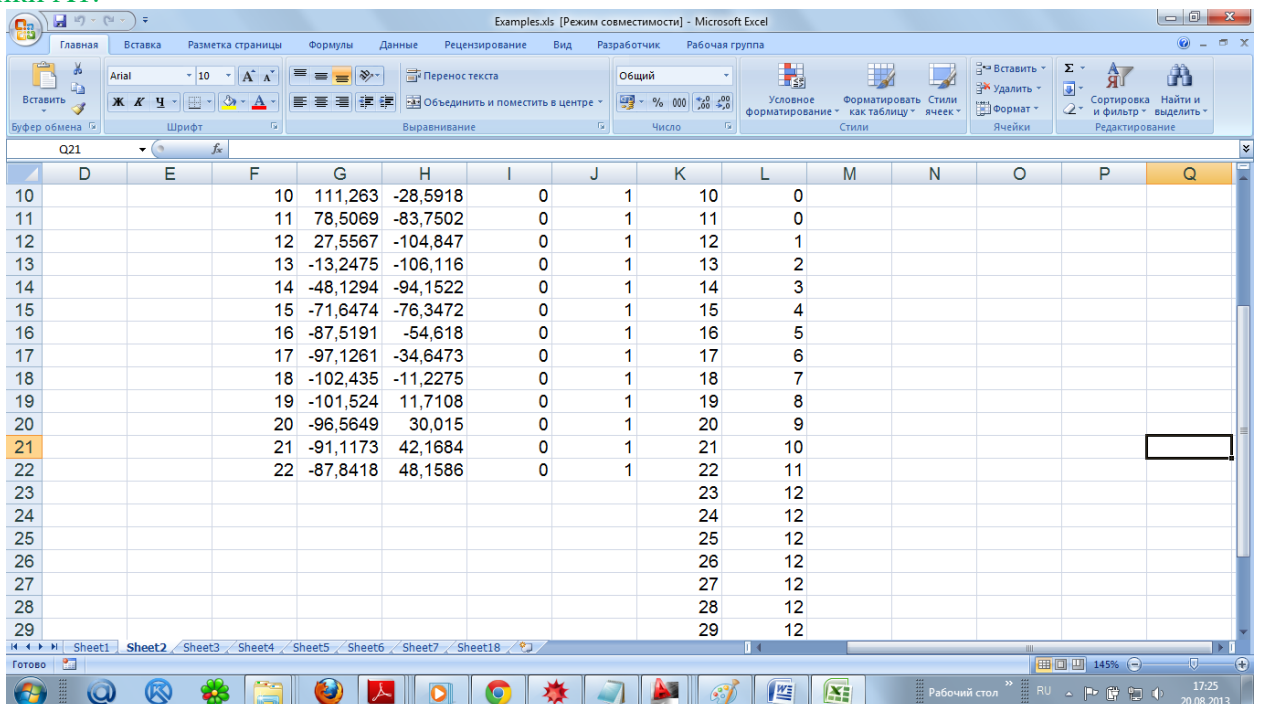 Examples.xls [Режим совместимости] - Microsoft Excel
Главная Вставка Разметка страницы Формулы Данные Рецензирование Вид Разработчик Рабочая группа
Вставить
Буфер обмена
Arial 10 A A
Ж К Ч A
Шрифт
Перенос текста
Объединить и поместить в центре
Выравнивание
Общий
% 000 ,00 ,00
Число
Условное форматирование
Форматировать как таблицу
Стили ячеек
Стили
Вставить
Удалить
Формат
Ячейки
Σ
Сортировка и фильтр
Найти и выделить
Редактирование
Q21 fx
D E F G H I J K L M N O P Q
10 10 111,263 -28,5918 0 1 10 0
11 11 78,5069 -83,7502 0 1 11 0
12 12 27,5567 -104,847 0 1 12 1
13 13 -13,2475 -106,116 0 1 13 2
14 14 -48,1294 -94,1522 0 1 14 3
15 15 -71,6474 -76,3472 0 1 15 4
16 16 -87,5191 -54,618 0 1 16 5
17 17 -97,1261 -34,6473 0 1 17 6
18 18 -102,435 -11,2275 0 1 18 7
19 19 -101,524 11,7108 0 1 19 8
20 20 -96,5649 30,015 0 1 20 9
21 21 -91,1173 42,1684 0 1 21 10
22 22 -87,8418 48,1586 0 1 22 11
23 23 12
24 24 12
25 25 12
26 26 12
27 27 12
28 28 12
29 29 12
Sheet1 Sheet2 Sheet3 Sheet4 Sheet5 Sheet6 Sheet7 Sheet18
Готово 145%
Рабочий стол RU 17:25
20.08.2013